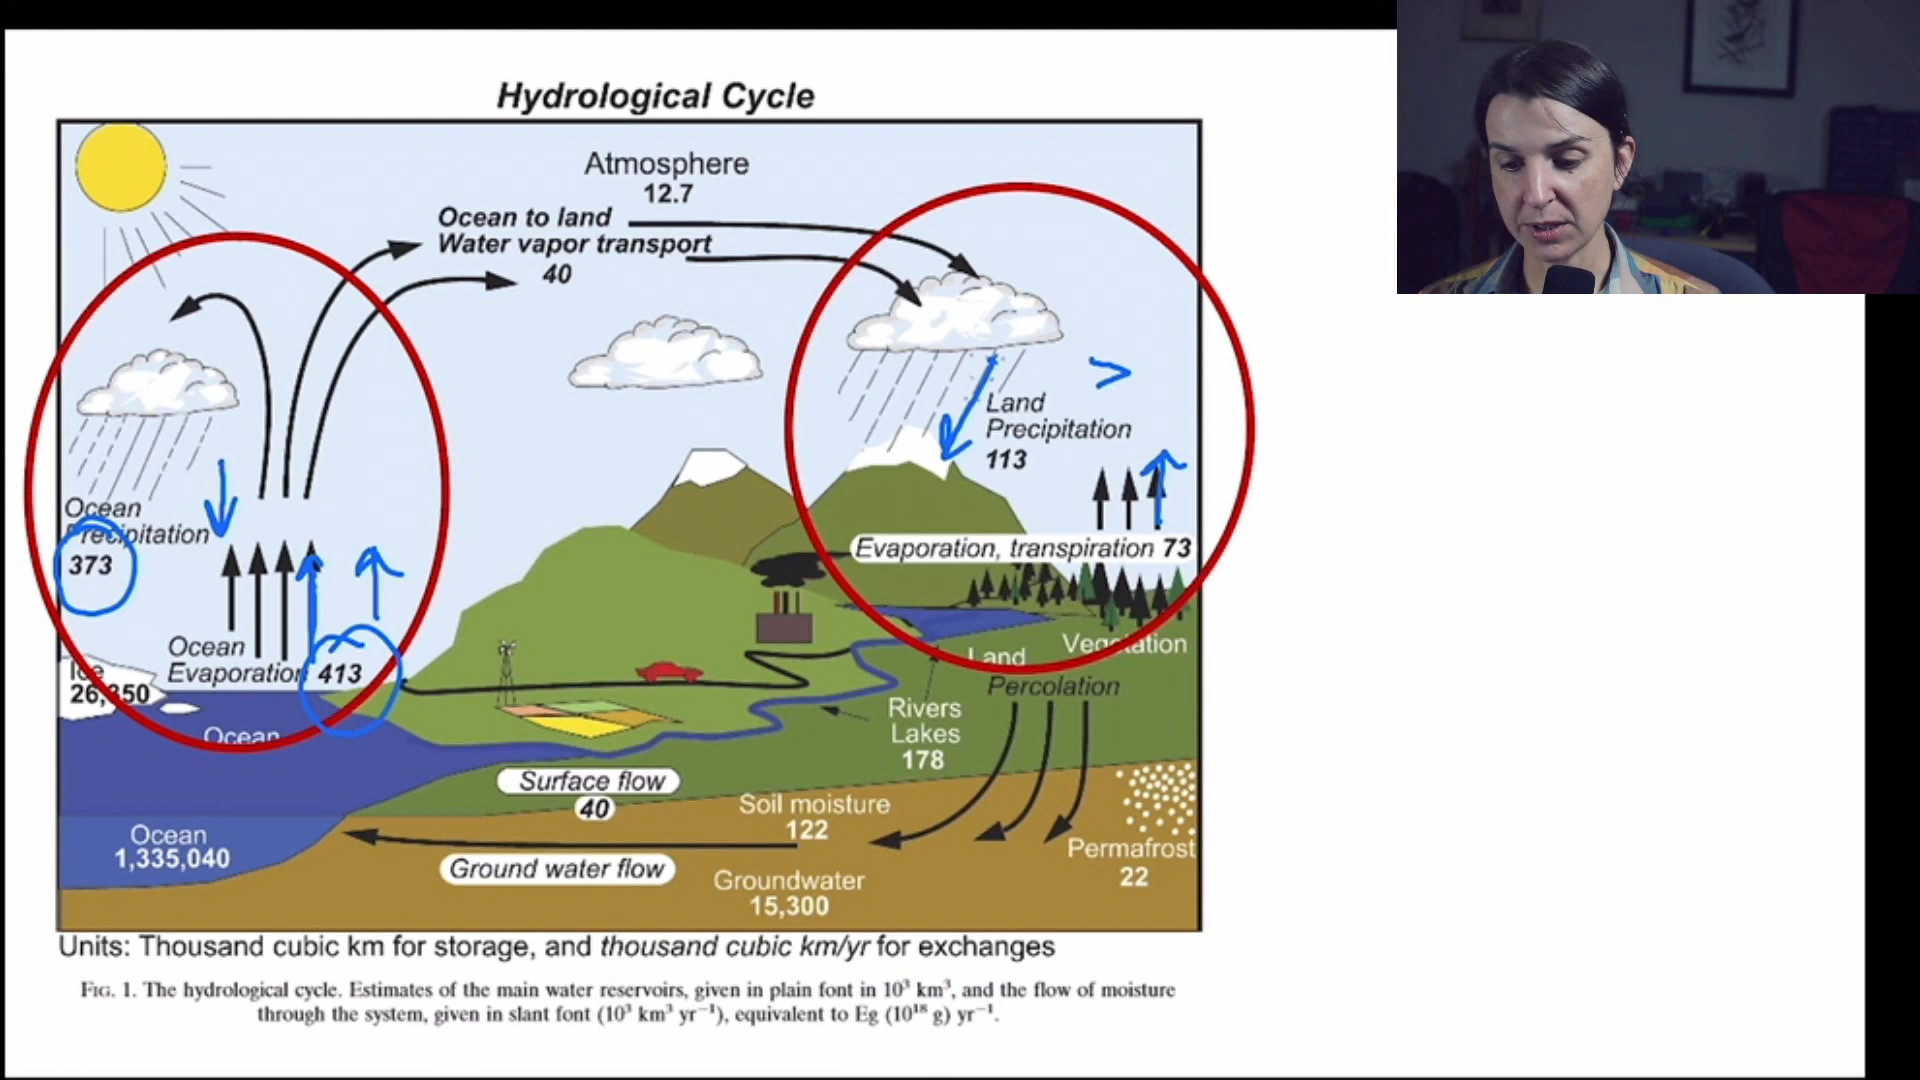 Hydrological Cycle
Atmosphere
12.7
Ocean to land
Water vapor transport
40
Land
Precipitation
113
>
Ocean
Precipitation
373
Evaporation, transpiration 73
Ocean
Evaporation 413
Ice
26,350
Ocean
Vegetation
Land
Percolation
Rivers
Lakes
178
Surface flow
40
Soil moisture
122
Ocean
1,335,040
Ground water flow
Groundwater
15,300
Permafrost
22
Units: Thousand cubic km for storage, and thousand cubic km/yr for exchanges
FIG. 1. The hydrological cycle. Estimates of the main water reservoirs, given in plain font in 10³ km³, and the flow of moisture
through the system, given in slant font (10³ km³ yr⁻¹), equivalent to Eg (10¹⁸ g) yr⁻¹.